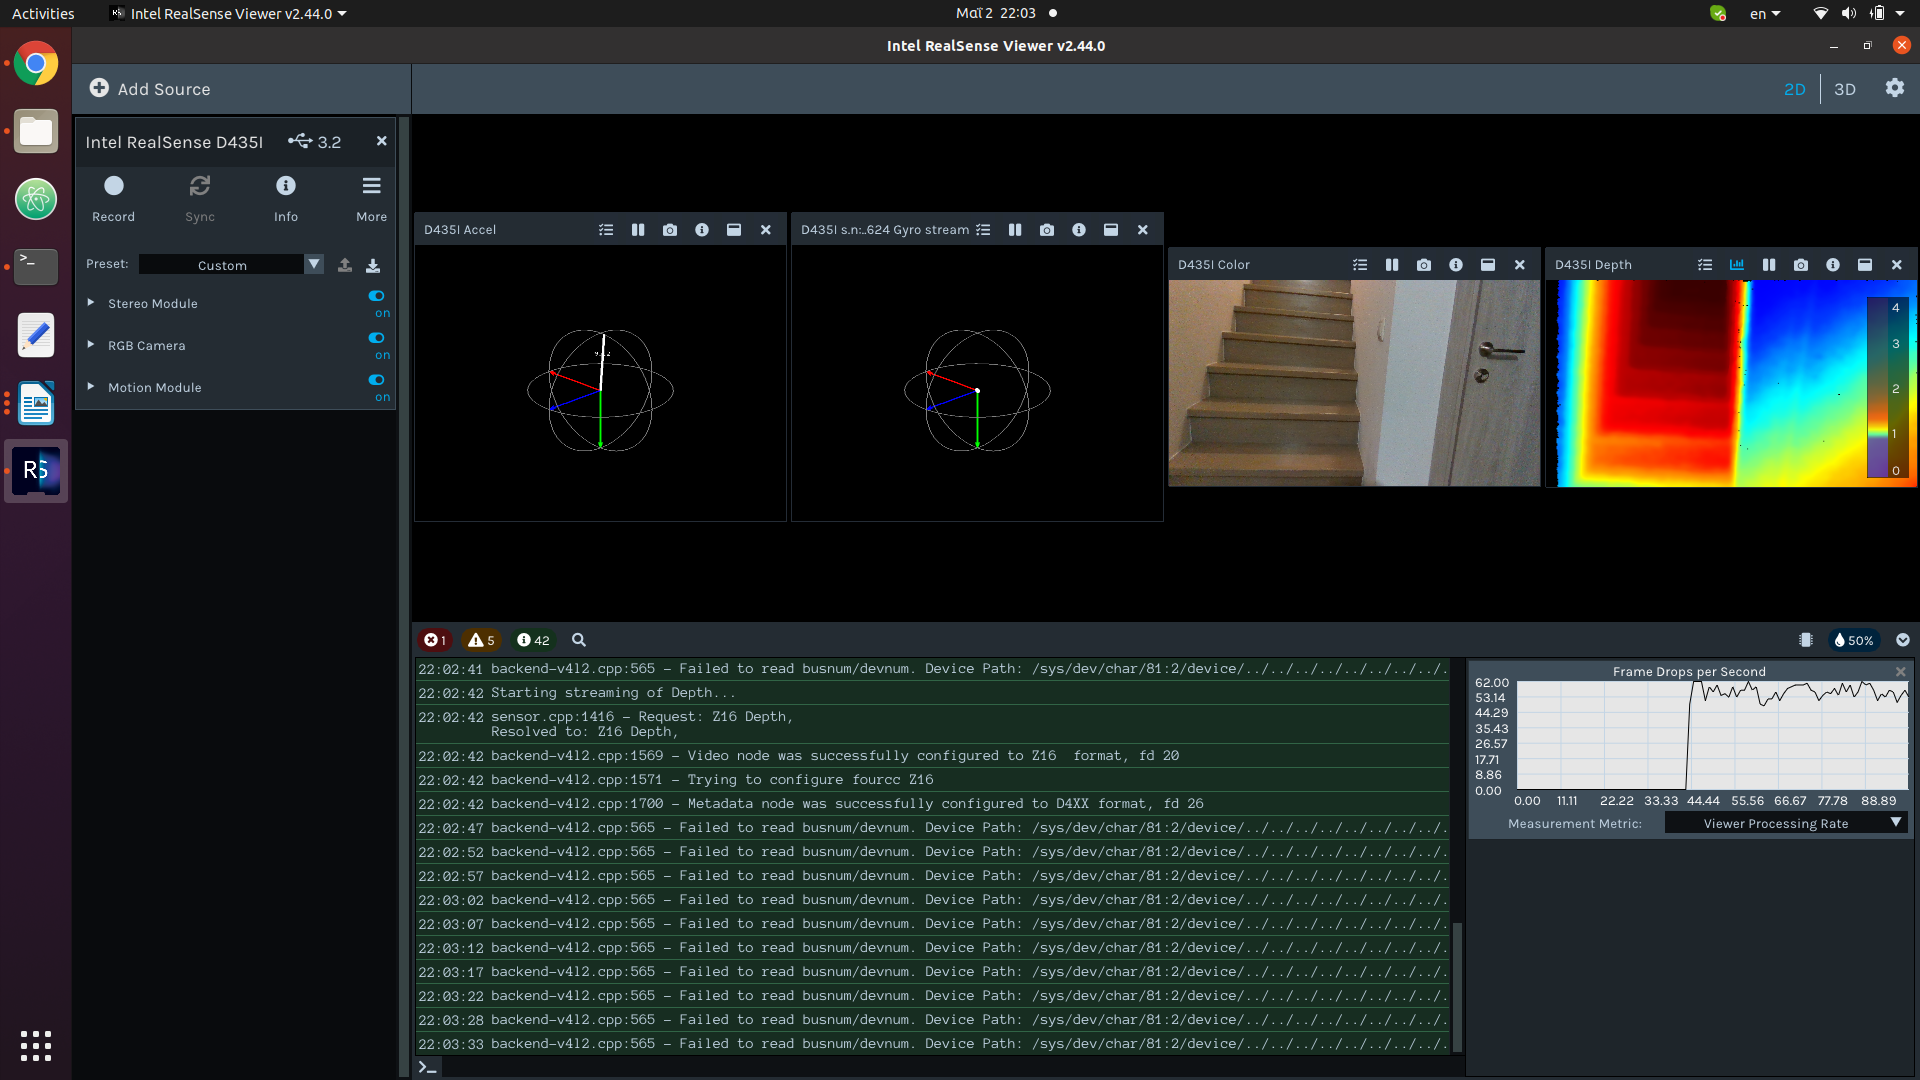 Activities
Intel RealSense Viewer v2.44.0
Μαΐ 2 22:03
en
Intel RealSense Viewer v2.44.0
Add Source
2D
3D
Intel RealSense D435I
3.2
Record
Sync
Info
More
Preset:
Custom
Stereo Module
on
RGB Camera
on
Motion Module
on
RS
D435I Accel
D435I s.n:..624 Gyro stream
D435I Color
D435I Depth
4
3
2
1
0
1
5
42
50%
22:02:41 backend-v4l2.cpp:565 - Failed to read busnum/devnum. Device Path: /sys/dev/char/81:2/device/../../../../../../../.
22:02:42 Starting streaming of Depth...
22:02:42 sensor.cpp:1416 - Request: Z16 Depth,
Resolved to: Z16 Depth,
22:02:42 backend-v4l2.cpp:1569 - Video node was successfully configured to Z16 format, fd 20
22:02:42 backend-v4l2.cpp:1571 - Trying to configure fourcc Z16
22:02:42 backend-v4l2.cpp:1700 - Metadata node was successfully configured to D4XX format, fd 26
22:02:47 backend-v4l2.cpp:565 - Failed to read busnum/devnum. Device Path: /sys/dev/char/81:2/device/../../../../../../../.
22:02:52 backend-v4l2.cpp:565 - Failed to read busnum/devnum. Device Path: /sys/dev/char/81:2/device/../../../../../../../.
22:02:57 backend-v4l2.cpp:565 - Failed to read busnum/devnum. Device Path: /sys/dev/char/81:2/device/../../../../../../../.
22:03:02 backend-v4l2.cpp:565 - Failed to read busnum/devnum. Device Path: /sys/dev/char/81:2/device/../../../../../../../.
22:03:07 backend-v4l2.cpp:565 - Failed to read busnum/devnum. Device Path: /sys/dev/char/81:2/device/../../../../../../../.
22:03:12 backend-v4l2.cpp:565 - Failed to read busnum/devnum. Device Path: /sys/dev/char/81:2/device/../../../../../../../.
22:03:17 backend-v4l2.cpp:565 - Failed to read busnum/devnum. Device Path: /sys/dev/char/81:2/device/../../../../../../../.
22:03:22 backend-v4l2.cpp:565 - Failed to read busnum/devnum. Device Path: /sys/dev/char/81:2/device/../../../../../../../.
22:03:28 backend-v4l2.cpp:565 - Failed to read busnum/devnum. Device Path: /sys/dev/char/81:2/device/../../../../../../../.
22:03:33 backend-v4l2.cpp:565 - Failed to read busnum/devnum. Device Path: /sys/dev/char/81:2/device/../../../../../../../.
Frame Drops per Second
62.00
53.14
44.29
35.43
26.57
17.71
8.86
0.00
0.00 11.11 22.22 33.33 44.44 55.56 66.67 77.78 88.89
Measurement Metric:
Viewer Processing Rate